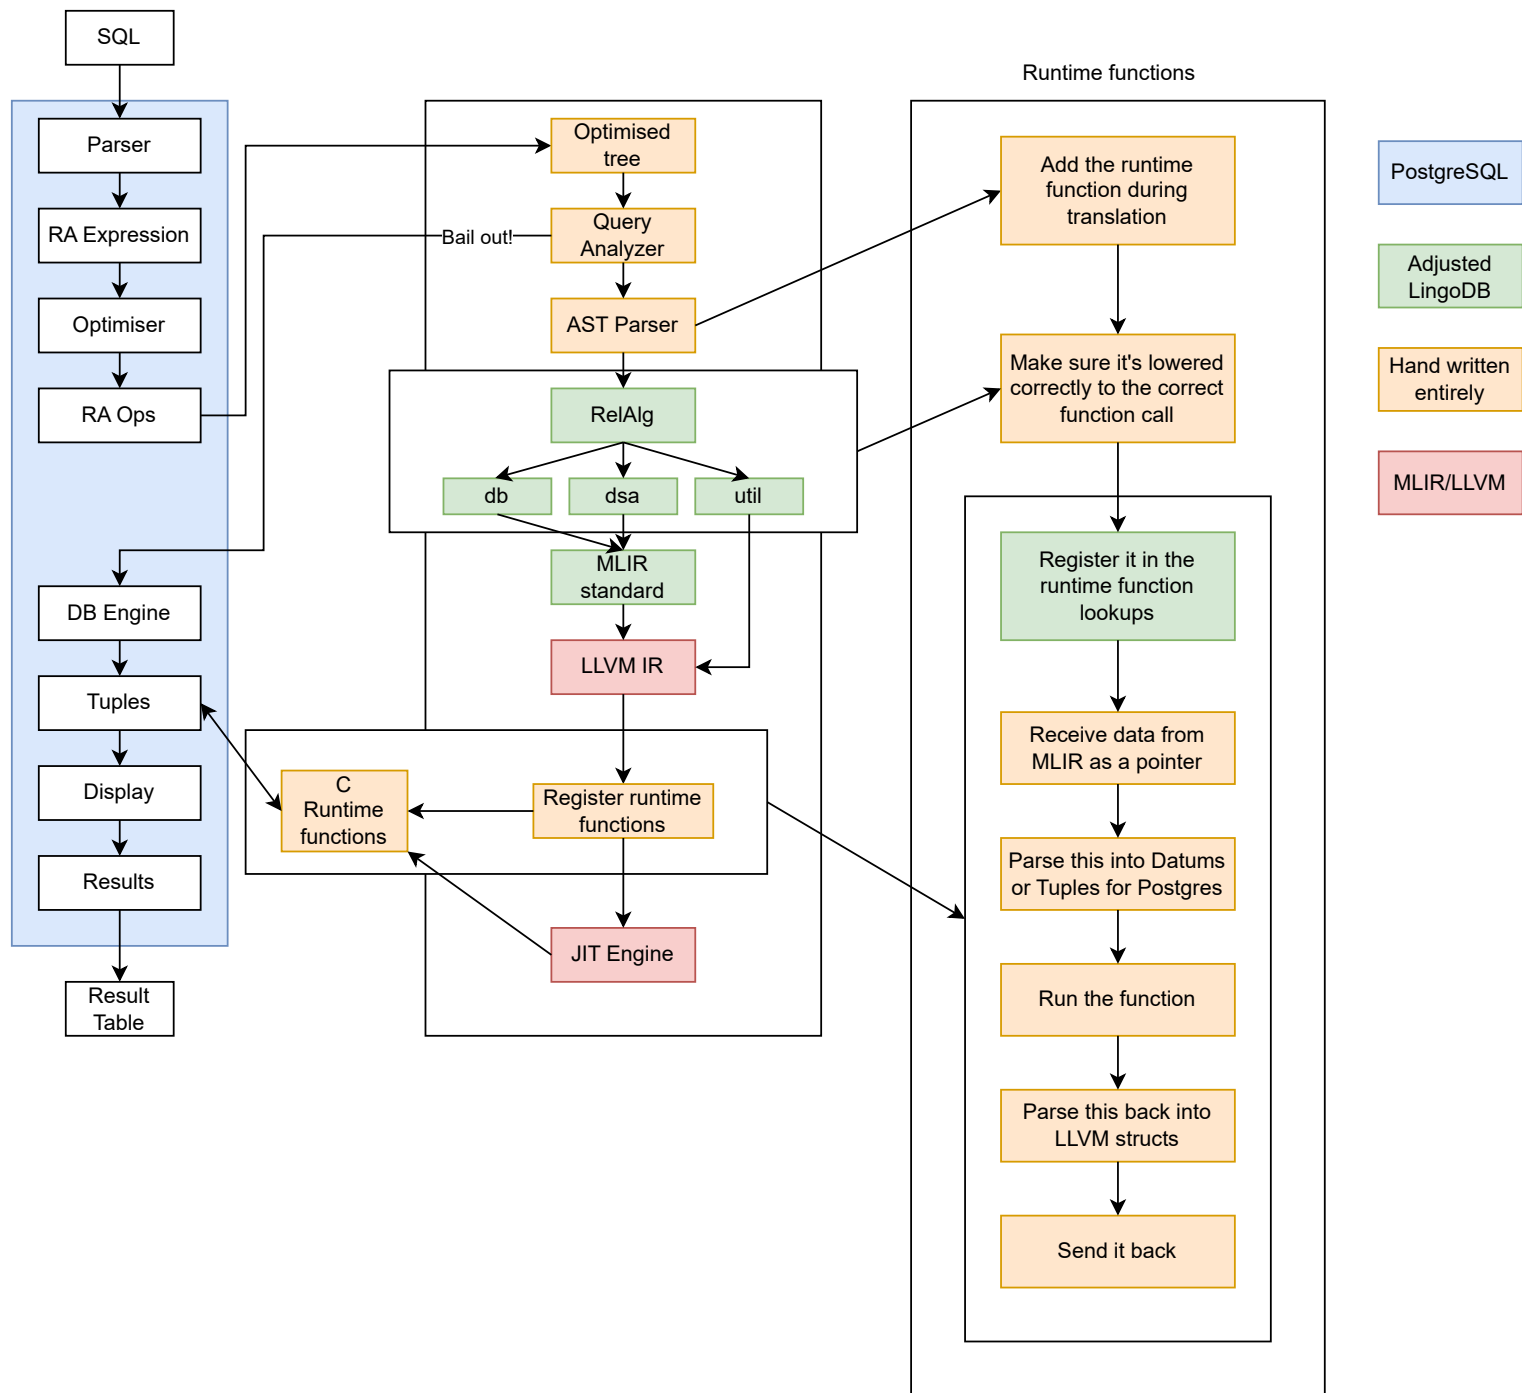 SQL
Parser
RA Expression
Optimiser
RA Ops
DB Engine
Tuples
Display
Results
Result
Table
Optimised
tree
Query
Analyzer
Bail out!
AST Parser
RelAlg
db
dsa
util
MLIR
standard
LLVM IR
C
Runtime
functions
Register runtime
functions
JIT Engine
Runtime functions
Add the runtime
function during
translation
Make sure it's lowered
correctly to the correct
function call
Register it in the
runtime function
lookups
Receive data from
MLIR as a pointer
Parse this into Datums
or Tuples for Postgres
Run the function
Parse this back into
LLVM structs
Send it back
PostgreSQL
Adjusted
LingoDB
Hand written
entirely
MLIR/LLVM